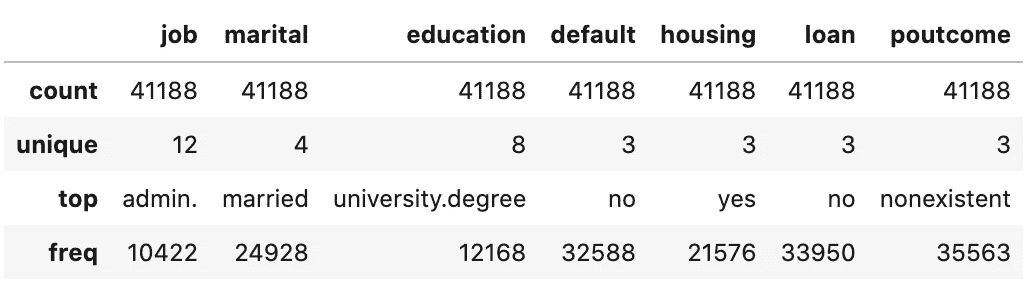 job marital education default housing loan poutcome
count 41188 41188 41188 41188 41188 41188 41188
unique 12 4 8 3 3 3 3
top admin. married university.degree no yes no nonexistent
freq 10422 24928 12168 32588 21576 33950 35563